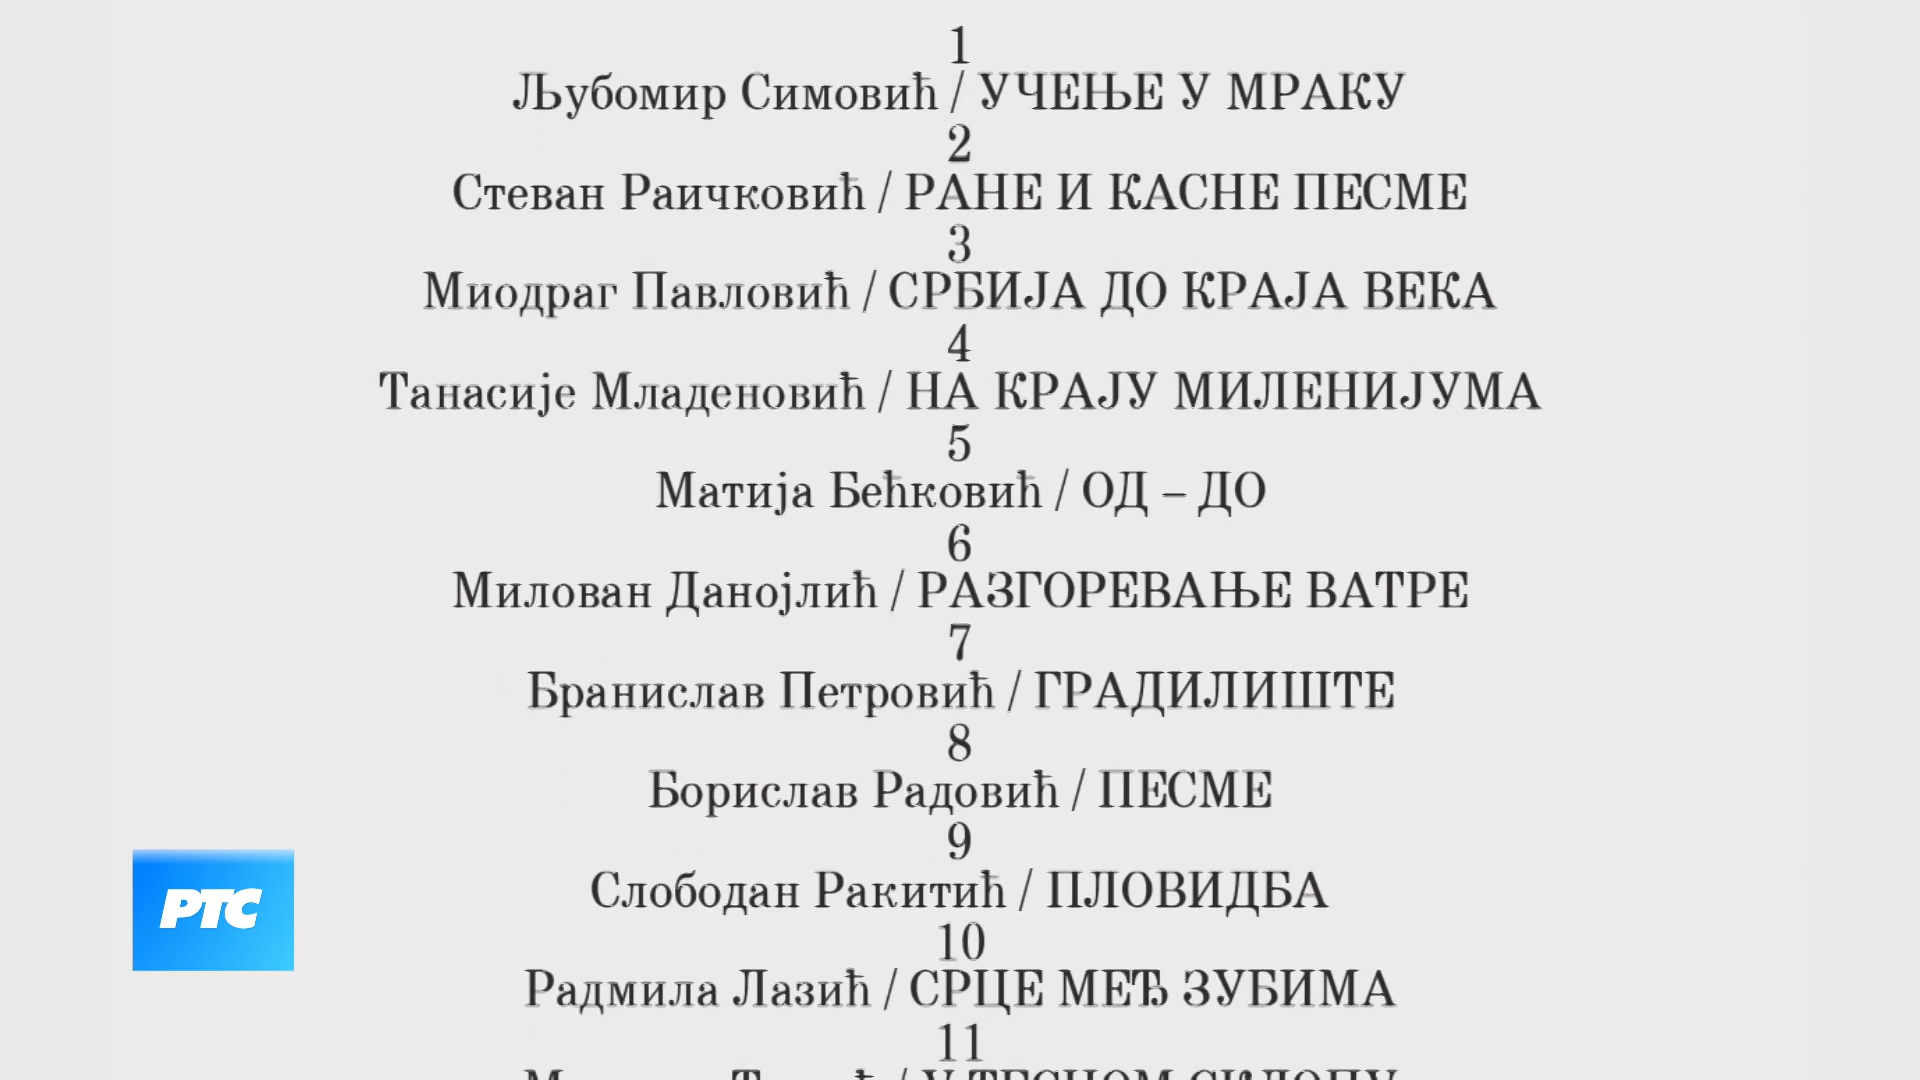 1
Љубомир Симовић / УЧЕЊЕ У МРАКУ
2
Стеван Раичковић / РАНЕ И КАСНЕ ПЕСМЕ
3
Миодраг Павловић / СРБИЈА ДО КРАЈА ВЕКА
4
Танасије Младеновић / НА КРАЈУ МИЛЕНИЈУМА
5
Матија Бећковић / ОД – ДО
6
Милован Данојлић / РАЗГОРЕВАЊЕ ВАТРЕ
7
Бранислав Петровић / ГРАДИЛИШТЕ
8
Борислав Радовић / ПЕСМЕ
9
Слободан Ракитић / ПЛОВИДБА
РТС
10
Радмила Лазић / СРЦЕ МЕЂ ЗУБИМА
11